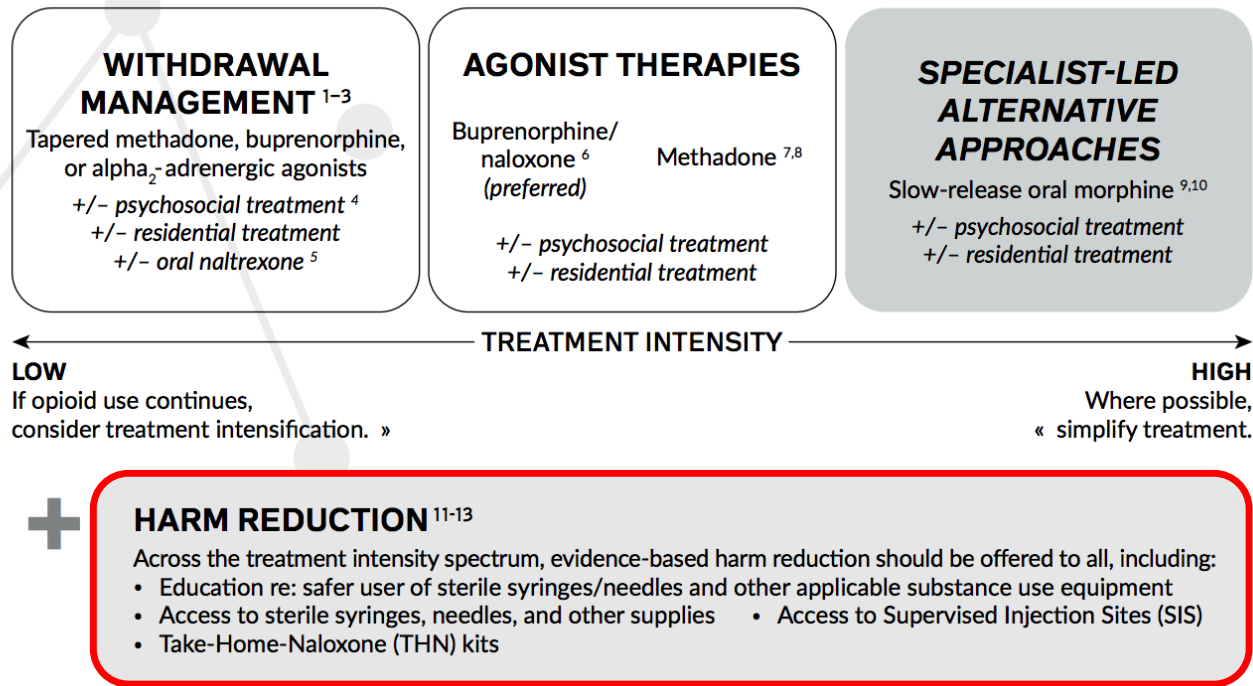 WITHDRAWAL
MANAGEMENT 1–3
Tapered methadone, buprenorphine,
or alpha2-adrenergic agonists
+/– psychosocial treatment 4
+/– residential treatment
+/– oral naltrexone 5
AGONIST THERAPIES
Buprenorphine/
naloxone 6
(preferred)
Methadone 7,8
+/– psychosocial treatment
+/– residential treatment
SPECIALIST-LED
ALTERNATIVE
APPROACHES
Slow-release oral morphine 9,10
+/– psychosocial treatment
+/– residential treatment
TREATMENT INTENSITY
LOW
If opioid use continues,
consider treatment intensification. »
HIGH
Where possible,
« simplify treatment.
+
HARM REDUCTION 11-13
Across the treatment intensity spectrum, evidence-based harm reduction should be offered to all, including:
• Education re: safer user of sterile syringes/needles and other applicable substance use equipment
• Access to sterile syringes, needles, and other supplies • Access to Supervised Injection Sites (SIS)
• Take-Home-Naloxone (THN) kits